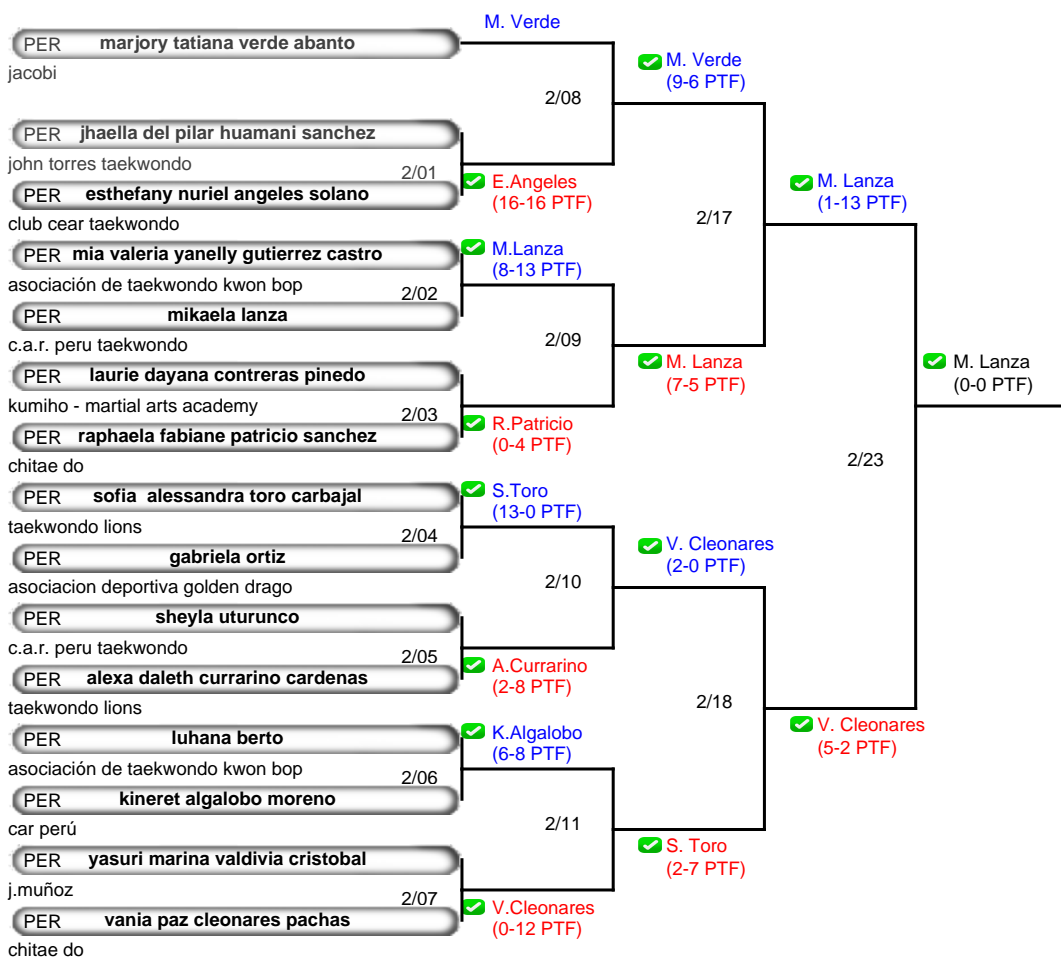 M. Verde
PER marjory tatiana verde abanto
jacobi
M. Verde
(9-6 PTF)
2/08
PER jhaella del pilar huamani sanchez
john torres taekwondo
2/01
PER esthefany nuriel angeles solano
club cear taekwondo
E.Angeles
(16-16 PTF)
M. Lanza
(1-13 PTF)
2/17
PER mia valeria yanelly gutierrez castro
asociación de taekwondo kwon bop
M.Lanza
(8-13 PTF)
2/02
PER mikaela lanza
c.a.r. peru taekwondo
2/09
M. Lanza
(7-5 PTF)
M. Lanza
(0-0 PTF)
PER laurie dayana contreras pinedo
kumiho - martial arts academy
2/03
PER raphaela fabiane patricio sanchez
chitae do
R.Patricio
(0-4 PTF)
2/23
PER sofia alessandra toro carbajal
taekwondo lions
S.Toro
(13-0 PTF)
2/04
PER gabriela ortiz
asociacion deportiva golden drago
V. Cleonares
(2-0 PTF)
2/10
PER sheyla uturunco
c.a.r. peru taekwondo
2/05
PER alexa daleth currarino cardenas
taekwondo lions
A.Currarino
(2-8 PTF)
2/18
V. Cleonares
(5-2 PTF)
PER luhana berto
asociación de taekwondo kwon bop
K.Algalobo
(6-8 PTF)
2/06
PER kineret algalobo moreno
car perú
2/11
S. Toro
(2-7 PTF)
PER yasuri marina valdivia cristobal
j.muñoz
2/07
PER vania paz cleonares pachas
chitae do
V.Cleonares
(0-12 PTF)